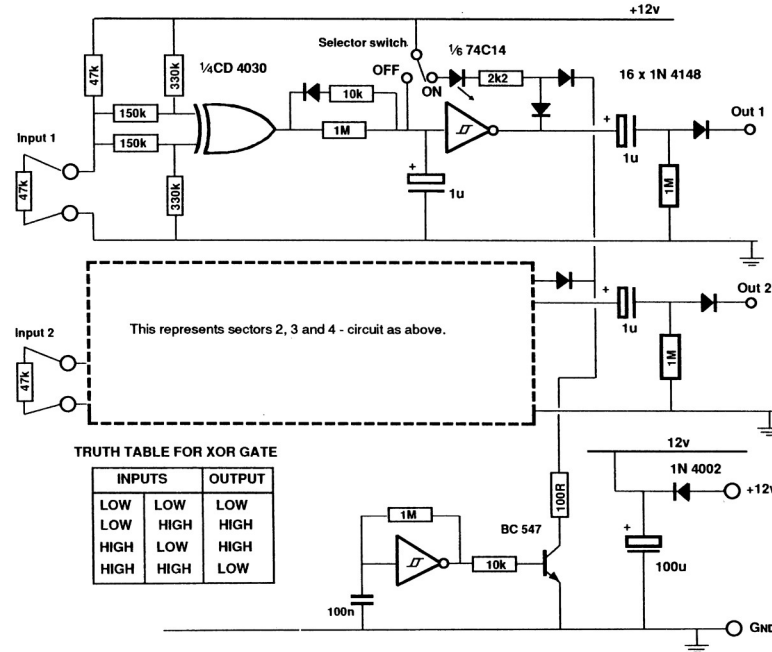 +12v
Selector switch
1/6 74C14
¼CD 4030
47k
330k
OFF
ON
2k2
16 x 1N 4148
10k
150k
1M
Input 1
150k
+
Out 1
1u
47k
330k
+
1u
1M
Input 2
This represents sectors 2, 3 and 4 - circuit as above.
+
Out 2
1u
47k
1M
TRUTH TABLE FOR XOR GATE
INPUTS OUTPUT
LOW LOW LOW
LOW HIGH HIGH
HIGH LOW HIGH
HIGH HIGH LOW
12v
1N 4002
+12v
100R
1M
BC 547
10k
+
100u
100n
GND